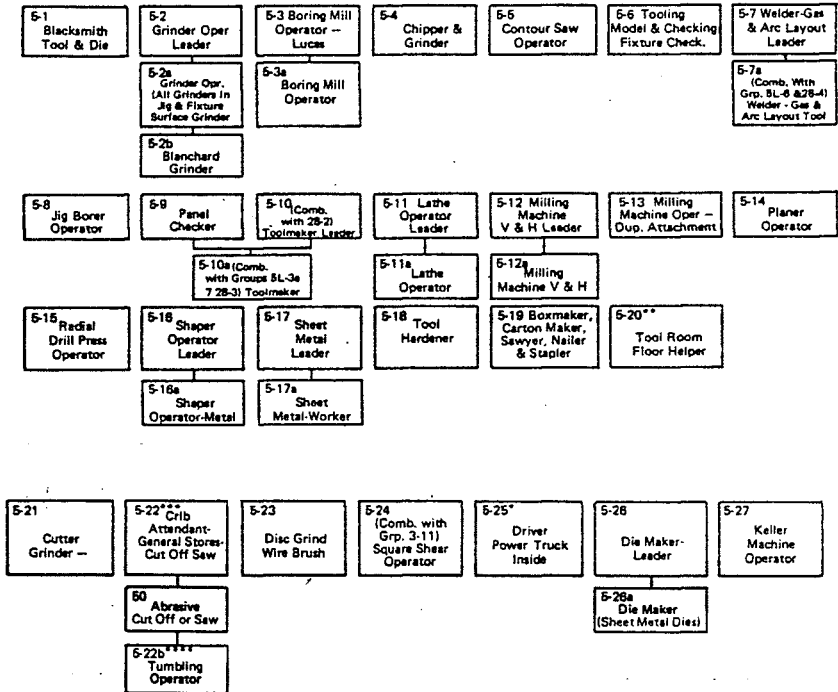 5-1
Blacksmith
Tool & Die
5-2
Grinder Oper
Leader
5-3 Boring Mill
Operator —
Lucas
5-4
Chipper &
Grinder
5-5
Contour Saw
Operator
5-6 Tooling
Model & Checking
Fixture Check.
5-7 Welder-Gas
& Arc Layout
Leader
5-2a
Grinder Opr.
(All Grinders In
Jig & Fixture
Surface Grinder
5-3a
Boring Mill
Operator
5-7a
(Comb. With
Grp. 5L-6 & 28-4)
Welder - Gas &
Arc Layout Tool
5-2b
Blanchard
Grinder
5-8
Jig Borer
Operator
5-9
Panel
Checker
5-10 (Comb.
with 28-2)
Toolmaker Leader
5-11 Lathe
Operator
Leader
5-12 Milling
Machine
V & H Leader
5-13 Milling
Machine Oper —
Dup. Attachment
5-14
Planer
Operator
5-10a (Comb.
with Groups 5L-3a
7 28-3) Toolmaker
5-11a
Lathe
Operator
5-12a
Milling
Machine V & H
5-15 Radial
Drill Press
Operator
5-16
Shaper
Operator
Leader
5-17
Sheet
Metal
Leader
5-18
Tool
Hardener
5-19 Boxmaker,
Carton Maker,
Sawyer, Nailer
& Stapler
5-20**
Tool Room
Floor Helper
5-16a
Shaper
Operator-Metal
5-17a
Sheet
Metal-Worker
5-21
Cutter
Grinder —
5-22***
Crib
Attendant-
General Stores-
Cut Off Saw
5-23
Disc Grind
Wire Brush
5-24
(Comb. with
Grp. 3-11)
Square Shear
Operator
5-25*
Driver
Power Truck
Inside
5-26
Die Maker-
Leader
5-27
Keller
Machine
Operator
50
Abrasive
Cut Off or Saw
5-26a
Die Maker
(Sheet Metal Dies)
5-22b****
Tumbling
Operator